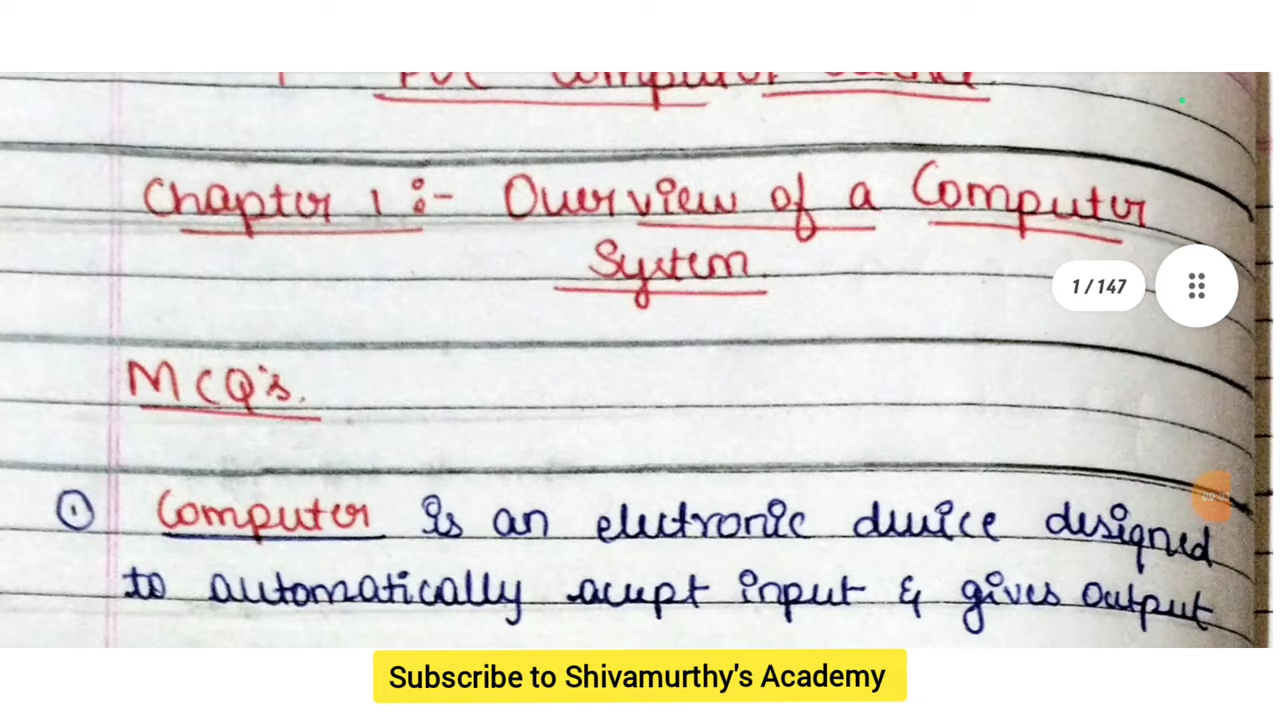 Chapter 1 :- Overview of a Computer
System.
1 / 147
MCQ's.
① Computer is an electronic device designed
to automatically accept input & gives output
Subscribe to Shivamurthy's Academy